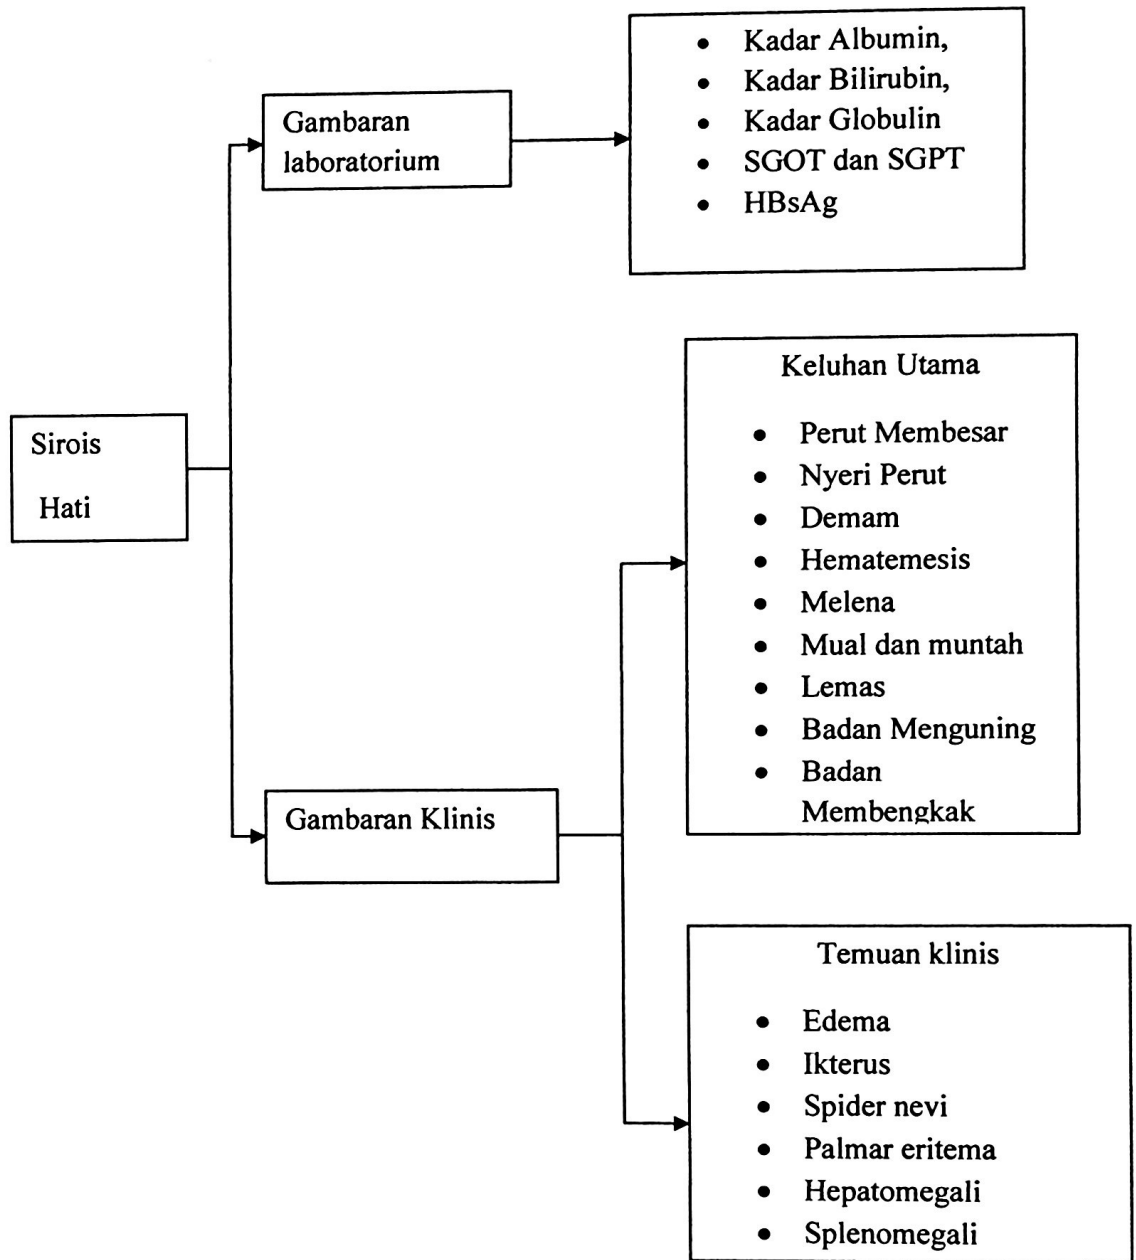 Sirois
Hati
Gambaran
laboratorium
• Kadar Albumin,
• Kadar Bilirubin,
• Kadar Globulin
• SGOT dan SGPT
• HBsAg
Gambaran Klinis
Keluhan Utama
• Perut Membesar
• Nyeri Perut
• Demam
• Hematemesis
• Melena
• Mual dan muntah
• Lemas
• Badan Menguning
• Badan
Membengkak
Temuan klinis
• Edema
• Ikterus
• Spider nevi
• Palmar eritema
• Hepatomegali
• Splenomegali